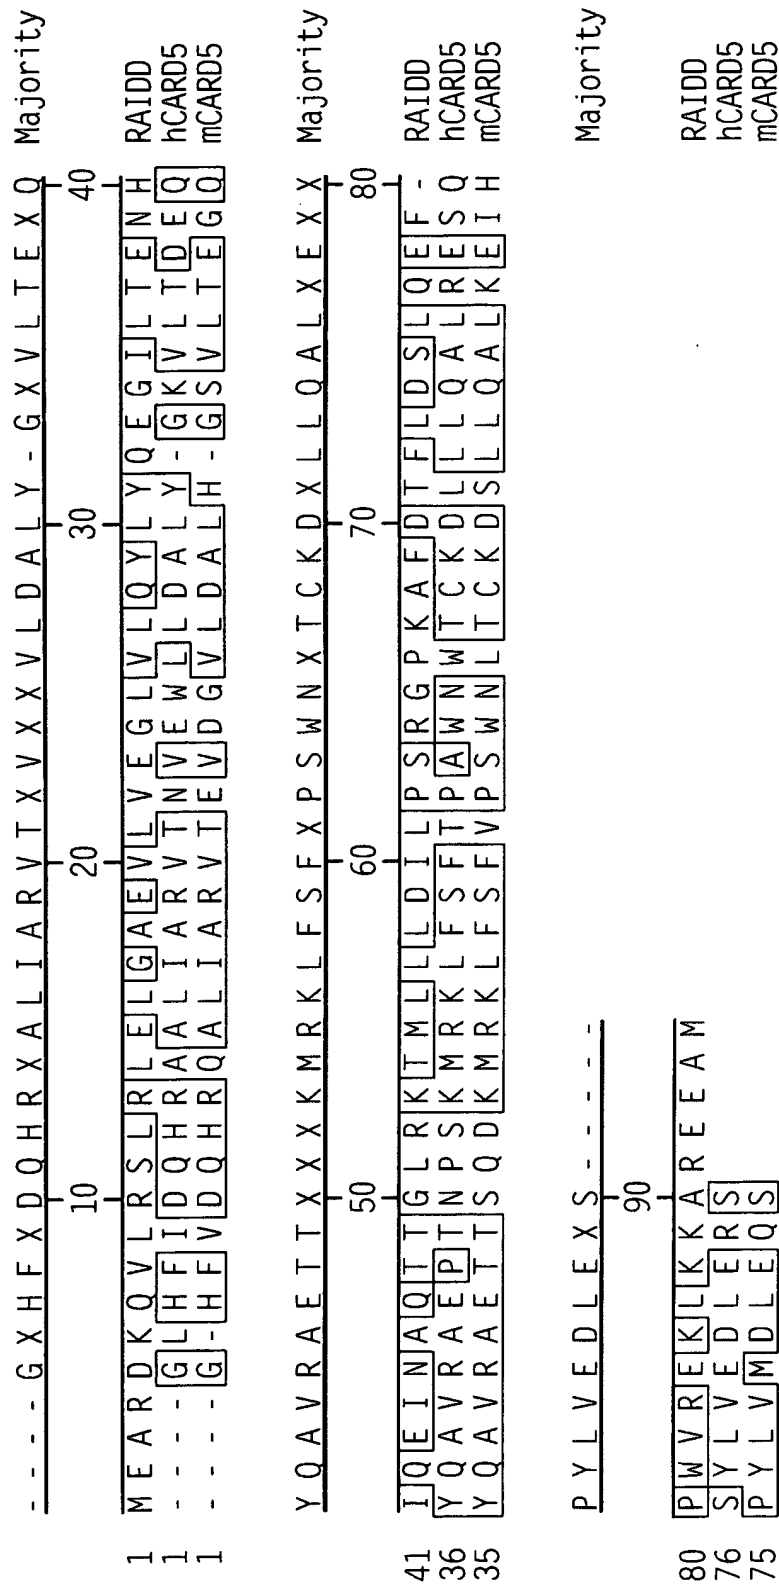 - - - - G X H F X D Q H R X A L I A R V T X V X X V L D A L Y - G X V L T E X Q Majority
10 20 30 40
1 M E A R D K Q V L R S L R L E L G A E V L V E G L V L Q Y L Y Q E G I L T E N H RAIDD
1 - - - - G L H F I D Q H R A A L I A R V T N V E W L L D A L Y - G K V L T D E Q hCARD5
1 - - - - G - H F V D Q H R Q A L I A R V T E V D G V L D A L H - G S V L T E G Q mCARD5
Y Q A V R A E T T X X X K M R K L F S F X P S W N X T C K D X L L Q A L X E X X Majority
50 60 70 80
41 I Q E I N A Q T T G L R K T M L L L D I L P S R G P K A F D T F L D S L Q E F - RAIDD
36 Y Q A V R A E P T N P S K M R K L F S F T P A W N W T C K D L L L Q A L R E S Q hCARD5
35 Y Q A V R A E T T S Q D K M R K L F S F V P S W N L T C K D S L L Q A L K E I H mCARD5
P Y L V E D L E X S - - - - - Majority
90
80 P W V R E K L K K A R E E A M RAIDD
76 S Y L V E D L E R S hCARD5
75 P Y L V M D L E Q S mCARD5